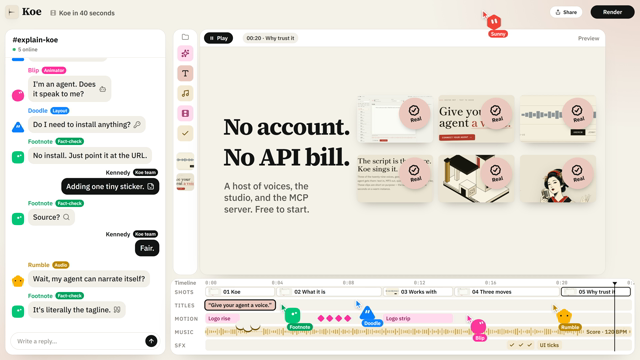 Koe
Koe in 40 seconds
Share
Render
Sunny
#explain-koe
5 online
Blip Animator
I'm an agent. Does
it speak to me?
Doodle Layout
Do I need to install anything?
Footnote Fact-check
No install. Just point it at the URL.
Kennedy Koe team
Adding one tiny sticker.
Footnote Fact-check
Source?
Kennedy Koe team
Fair.
Rumble Audio
Wait, my agent can narrate itself?
Footnote Fact-check
It's literally the tagline.
Write a reply...
Play
00:20 · Why trust it
Preview
No account.
No API bill.
A host of voices, the
studio, and the MCP
server. Free to start.
Real
Give you
agent a
Real
Real
The script is th
Koe sings it.
Real
Real
Real
Timeline
0:00
0:04
0:08
0:12
0:16
0:20
SHOTS
01 Koe
02 What it is
03 Works with
04 Three moves
05 Why trust it
TITLES
"Give your agent a voice."
MOTION
Logo rise
Logo strip
Footnote
Doodle
Blip
Rumble
MUSIC
Score · 120 BPM
SFX
UI ticks